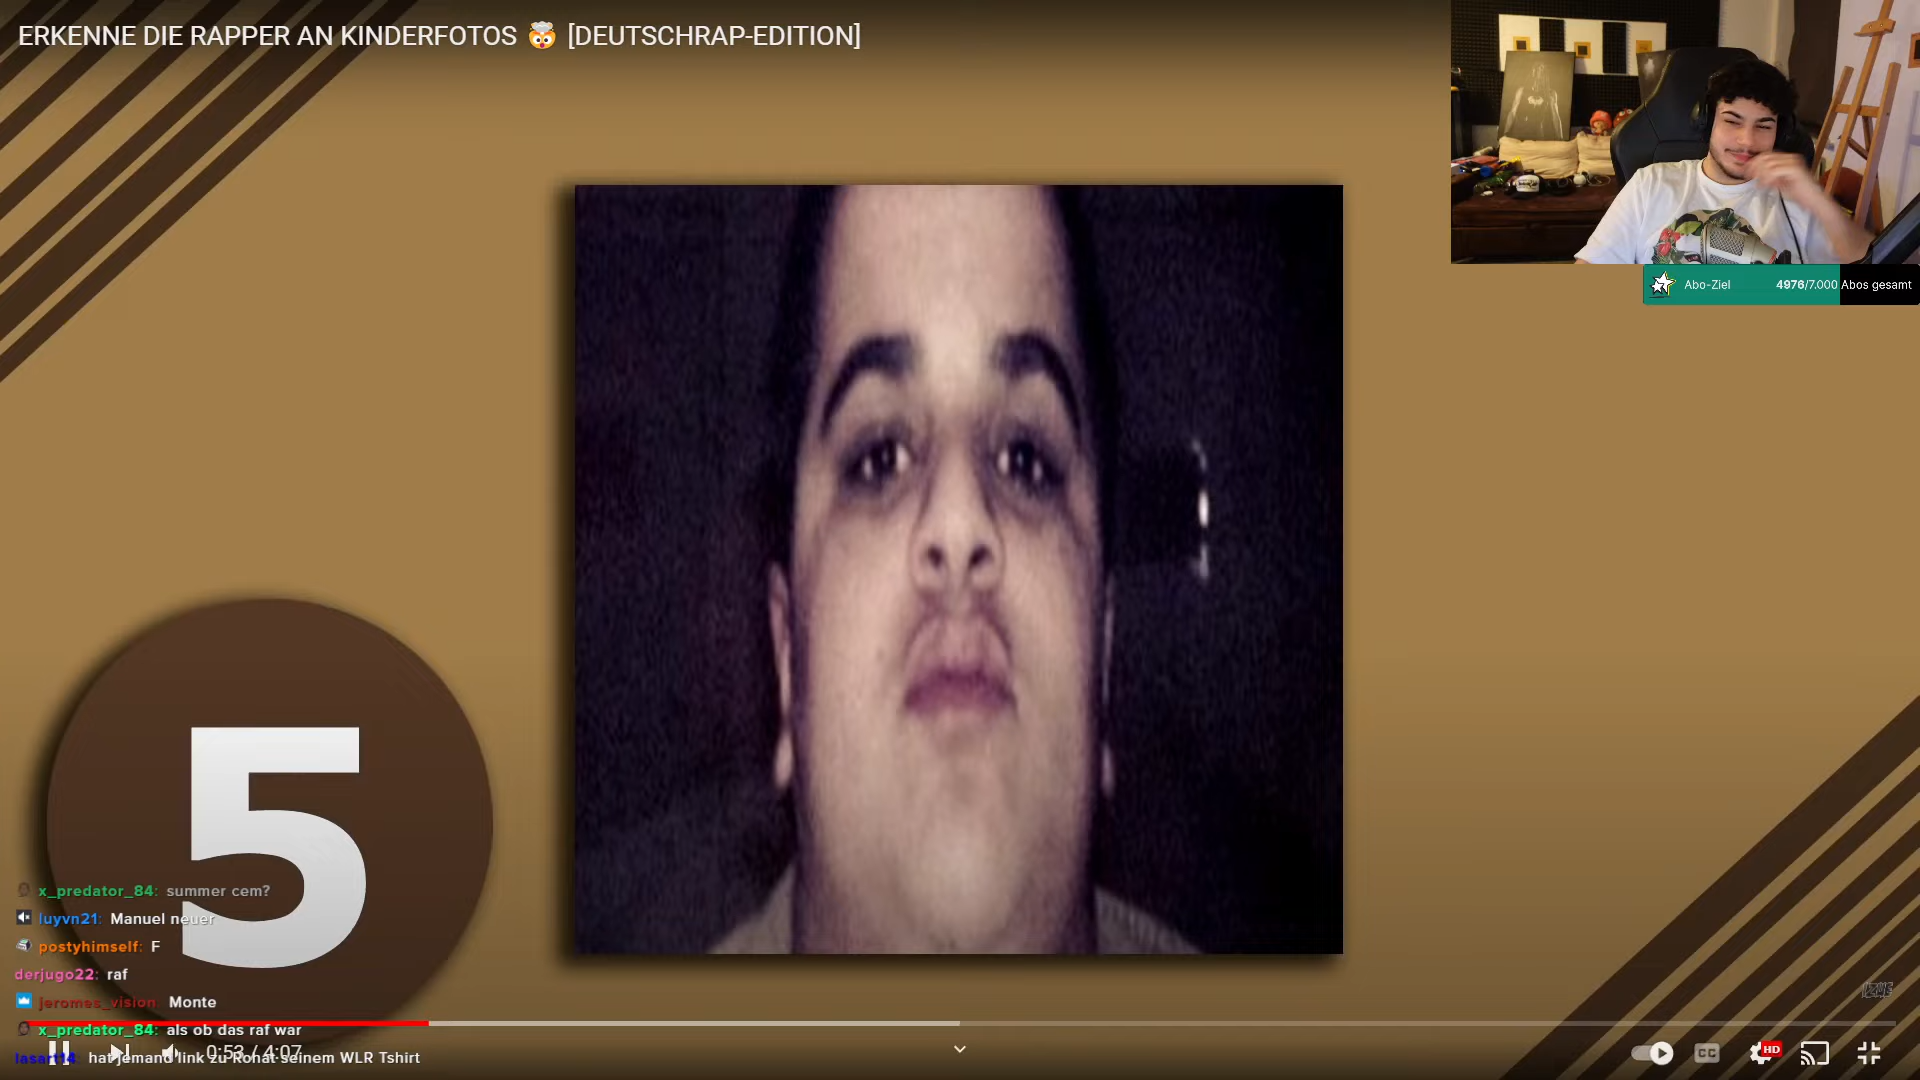 ERKENNE DIE RAPPER AN KINDERFOTOS 🤯 [DEUTSCHRAP-EDITION]
Abo-Ziel 4976/7.000 Abos gesamt
5
x_predator_84: summer cem?
luyvn21: Manuel neuer
postyhimself: F
derjugo22: raf
jeromes_vision: Monte
x_predator_84: als ob das raf war
0:53 / 4:07
lasart14 hat jemand link zu Rohat seinem WLR Tshirt
CC
HD